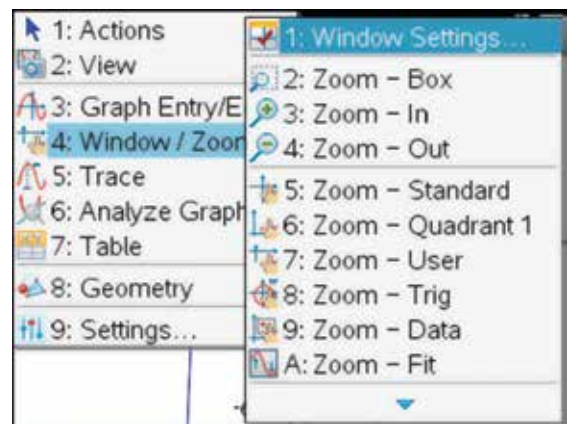 1: Actions
2: View
3: Graph Entry/E
4: Window / Zoom
5: Trace
6: Analyze Graph
7: Table
8: Geometry
9: Settings...
1: Window Settings...
2: Zoom – Box
3: Zoom – In
4: Zoom – Out
5: Zoom – Standard
6: Zoom – Quadrant 1
7: Zoom – User
8: Zoom – Trig
9: Zoom – Data
A: Zoom – Fit